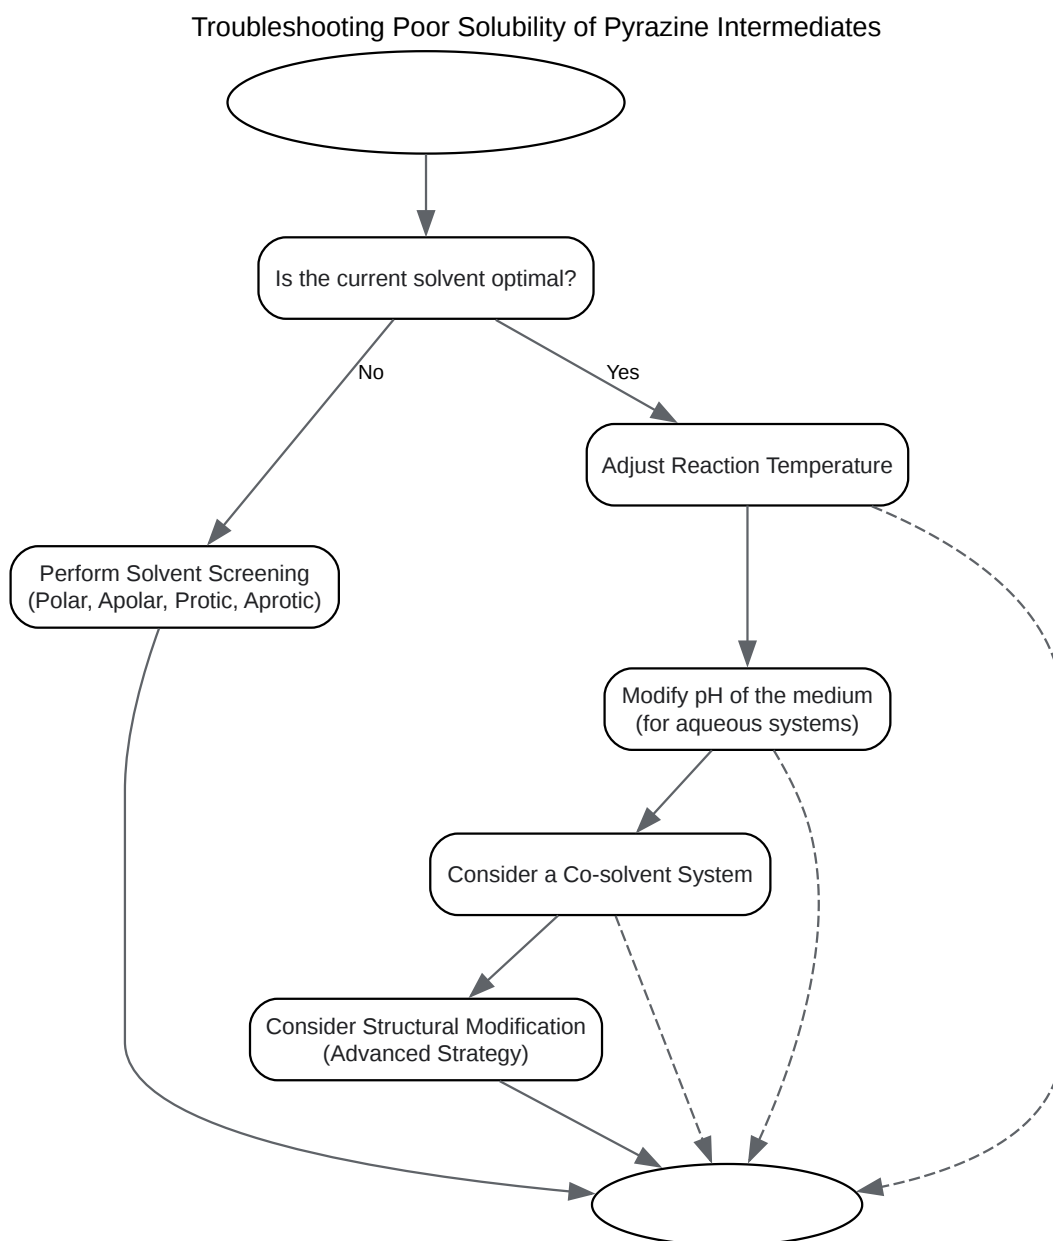 Troubleshooting Poor Solubility of Pyrazine Intermediates
Is the current solvent optimal?
No
Yes
Adjust Reaction Temperature
Perform Solvent Screening
(Polar, Apolar, Protic, Aprotic)
Modify pH of the medium
(for aqueous systems)
Consider a Co-solvent System
Consider Structural Modification
(Advanced Strategy)